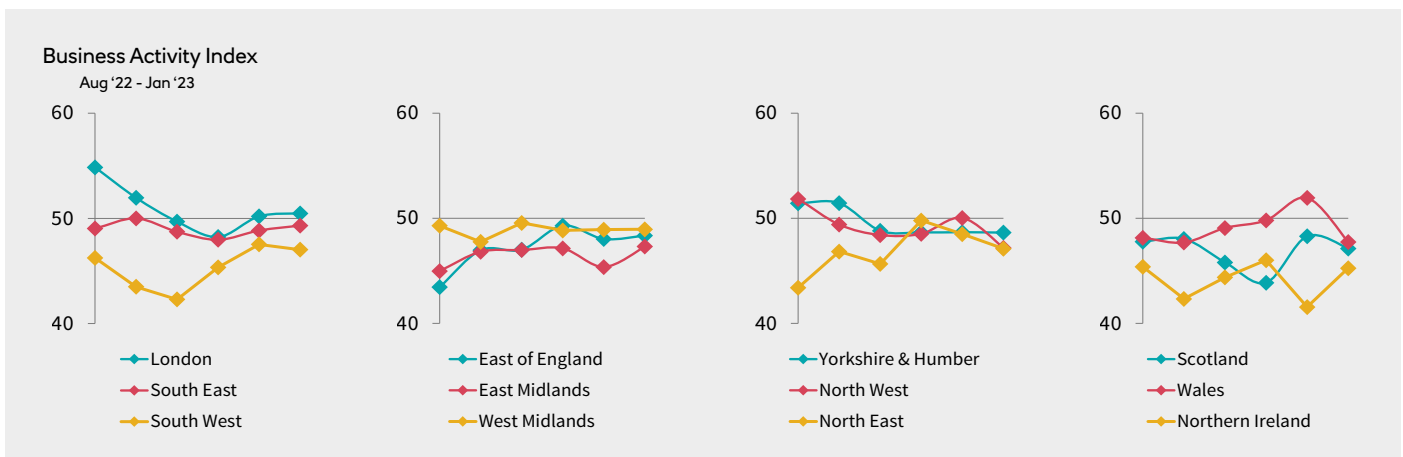 Business Activity Index
Aug ‘22 - Jan ‘23
60
50
40
London
South East
South West
60
50
40
East of England
East Midlands
West Midlands
60
50
40
Yorkshire & Humber
North West
North East
60
50
40
Scotland
Wales
Northern Ireland